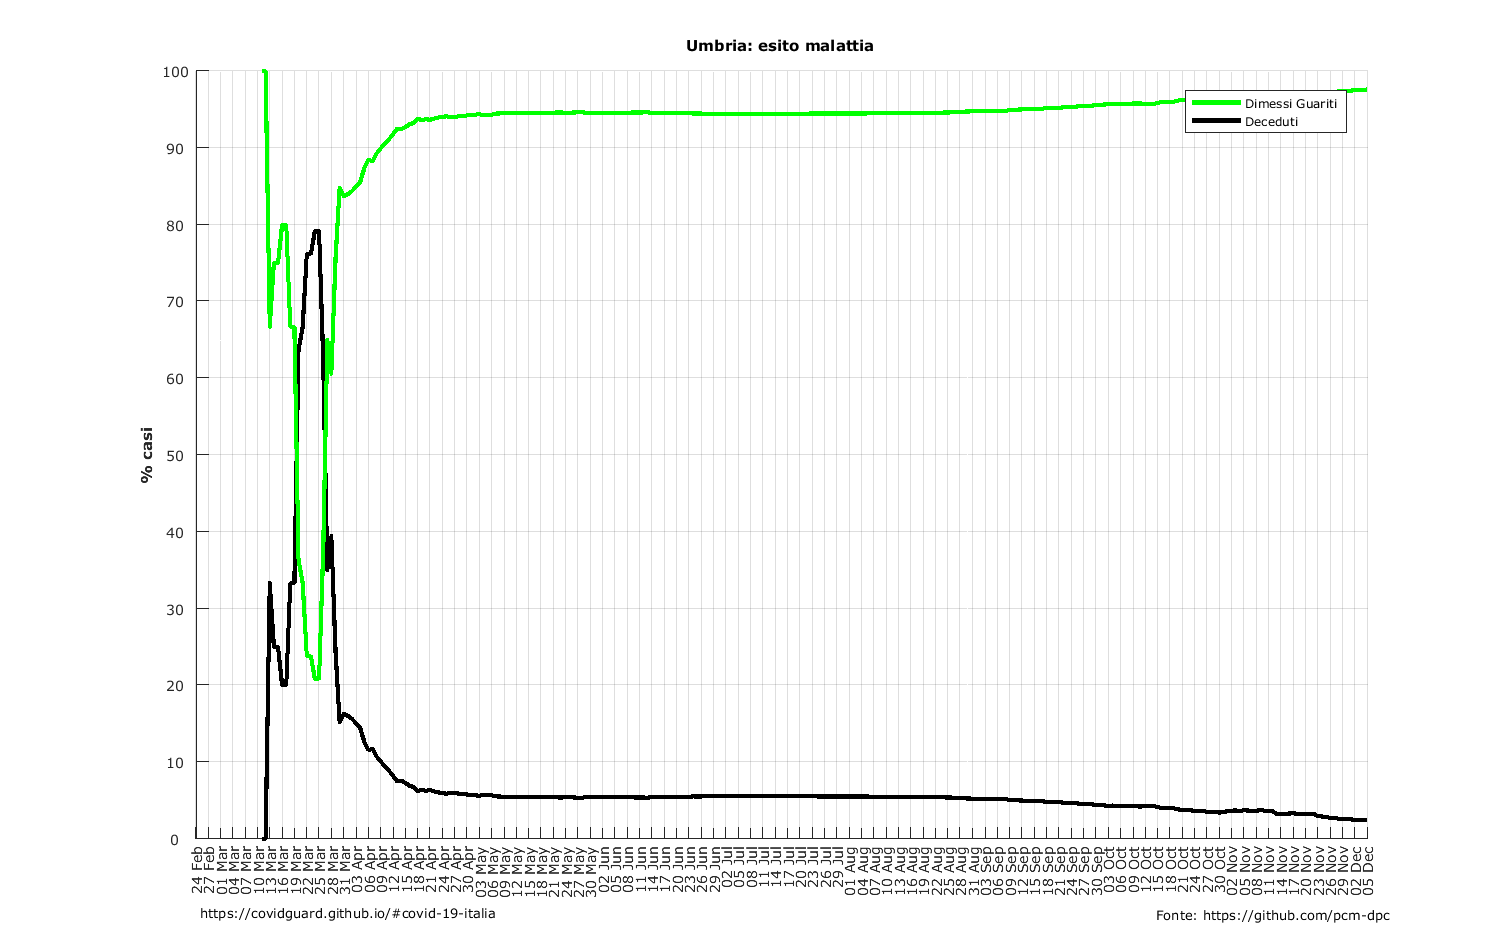 Umbria: esito malattia
% casi
100
90
80
70
60
50
40
30
20
10
0
Dimessi Guariti
Deceduti
24 Feb
27 Feb
01 Mar
04 Mar
07 Mar
10 Mar
13 Mar
16 Mar
19 Mar
22 Mar
25 Mar
28 Mar
31 Mar
03 Apr
06 Apr
09 Apr
12 Apr
15 Apr
18 Apr
21 Apr
24 Apr
27 Apr
30 Apr
03 May
06 May
09 May
12 May
15 May
18 May
21 May
24 May
27 May
30 May
02 Jun
05 Jun
08 Jun
11 Jun
14 Jun
17 Jun
20 Jun
23 Jun
26 Jun
29 Jun
02 Jul
05 Jul
08 Jul
11 Jul
14 Jul
17 Jul
20 Jul
23 Jul
26 Jul
29 Jul
01 Aug
04 Aug
07 Aug
10 Aug
13 Aug
16 Aug
19 Aug
22 Aug
25 Aug
28 Aug
31 Aug
03 Sep
06 Sep
09 Sep
12 Sep
15 Sep
18 Sep
21 Sep
24 Sep
27 Sep
30 Sep
03 Oct
06 Oct
09 Oct
12 Oct
15 Oct
18 Oct
21 Oct
24 Oct
27 Oct
30 Oct
02 Nov
05 Nov
08 Nov
11 Nov
14 Nov
17 Nov
20 Nov
23 Nov
26 Nov
29 Nov
02 Dec
05 Dec
https://covidguard.github.io/#covid-19-italia
Fonte: https://github.com/pcm-dpc